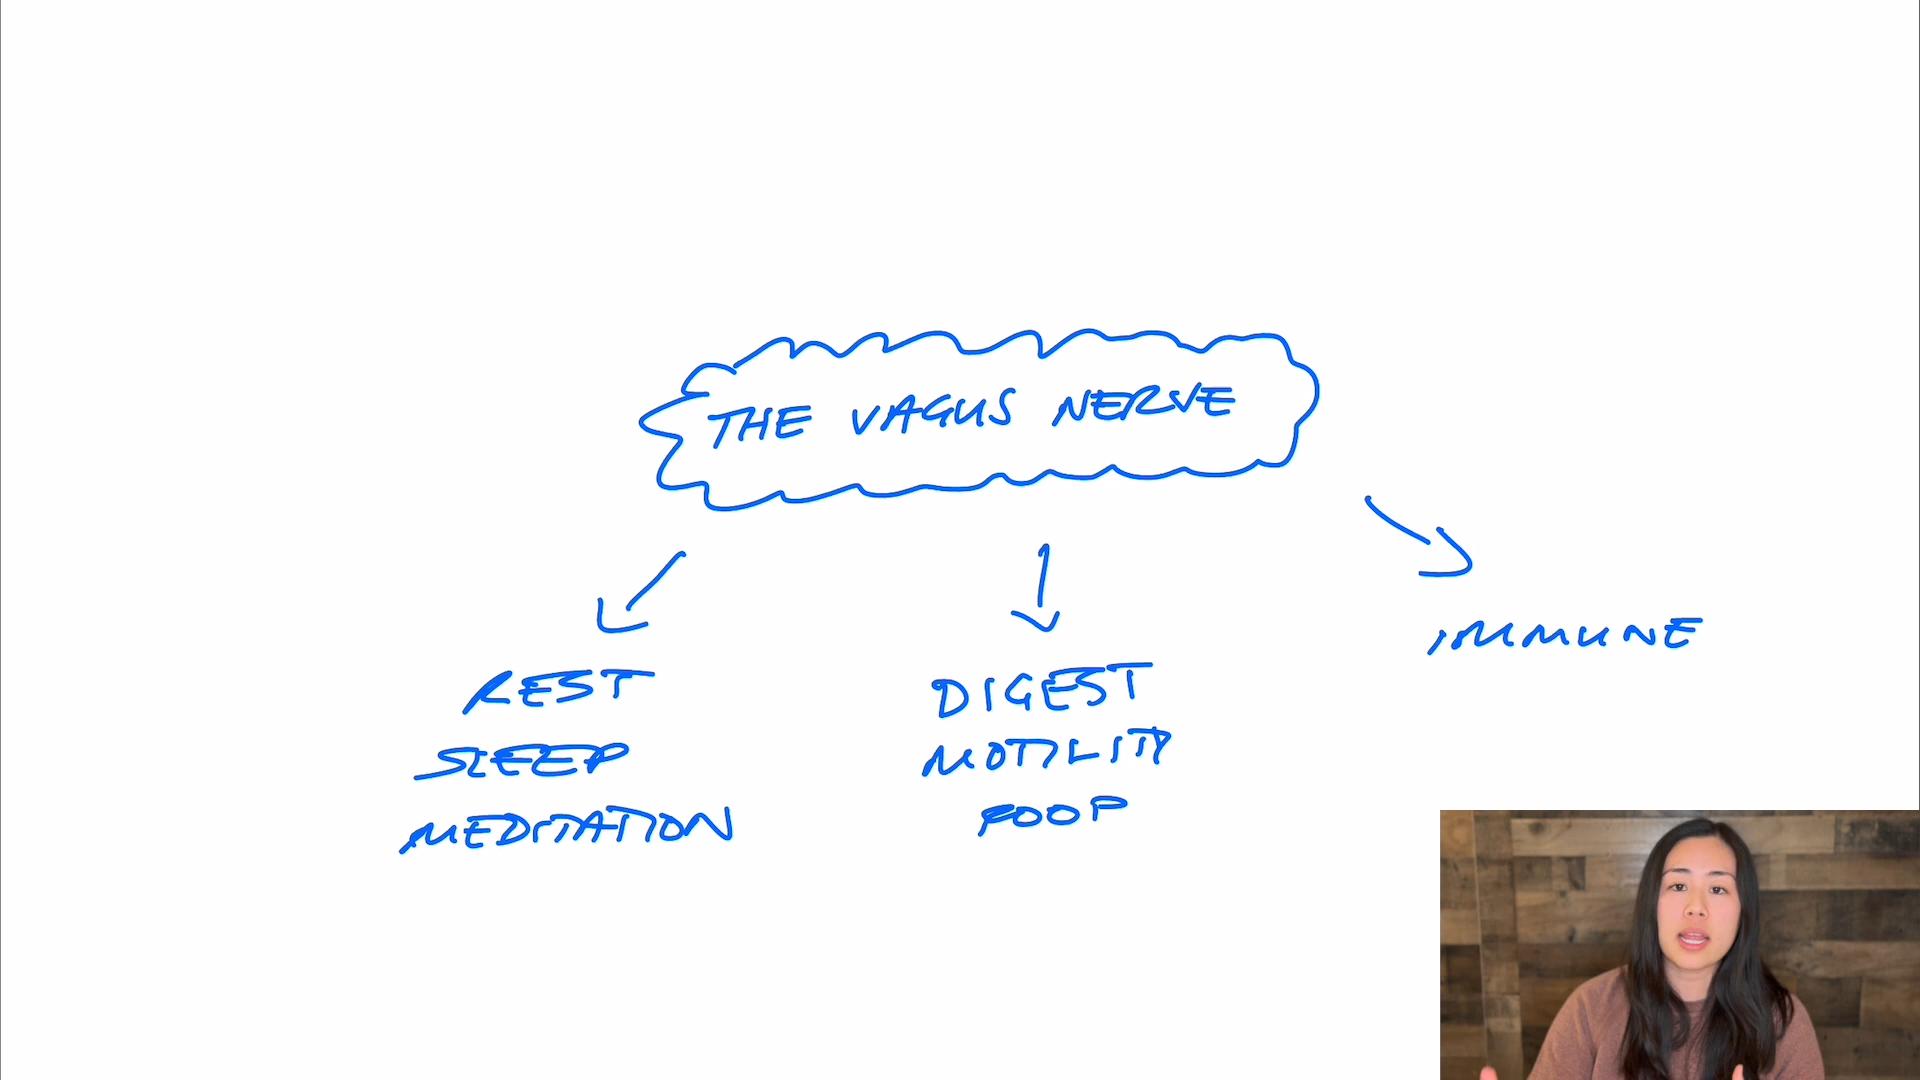 THE VAGUS NERVE
REST
SLEEP
MEDITATION
DIGEST
MOTILITY
POOP
IMMUNE